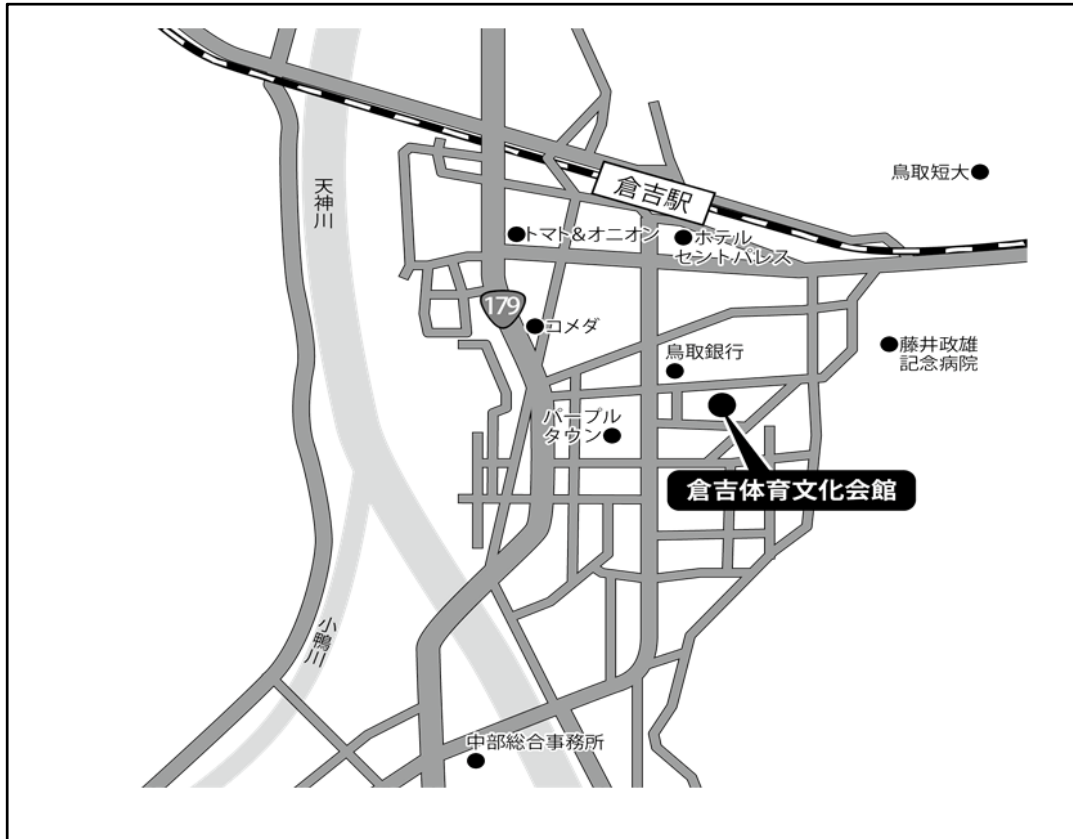 鳥取短大
天神川
倉吉駅
トマト&オニオン
ホテル
セントパレス
179
コメダ
鳥取銀行
藤井政雄
記念病院
パープル
タウン
倉吉体育文化会館
小鴨川
中部総合事務所